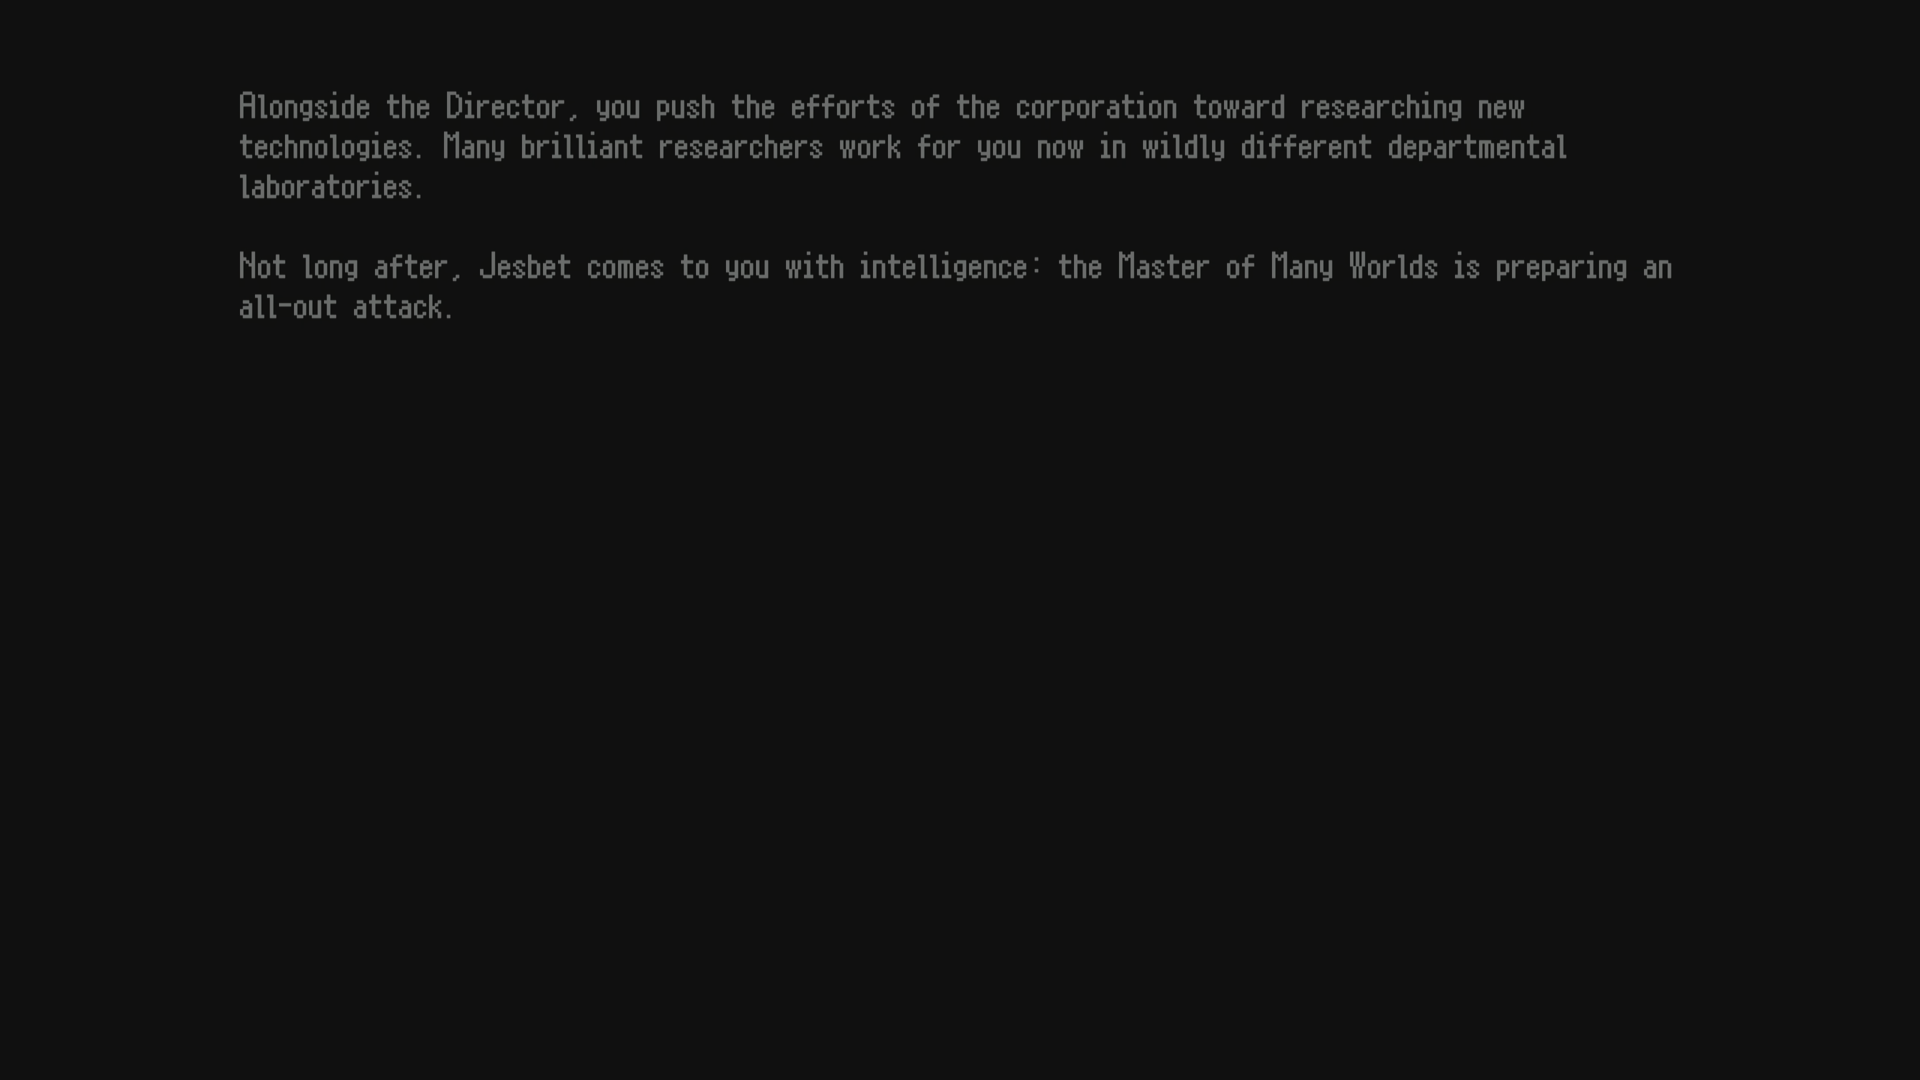 Alongside the Director, you push the efforts of the corporation toward researching new
technologies. Many brilliant researchers work for you now in wildly different departmental
laboratories.
Not long after, Jesbet comes to you with intelligence: the Master of Many Worlds is preparing an
all-out attack.